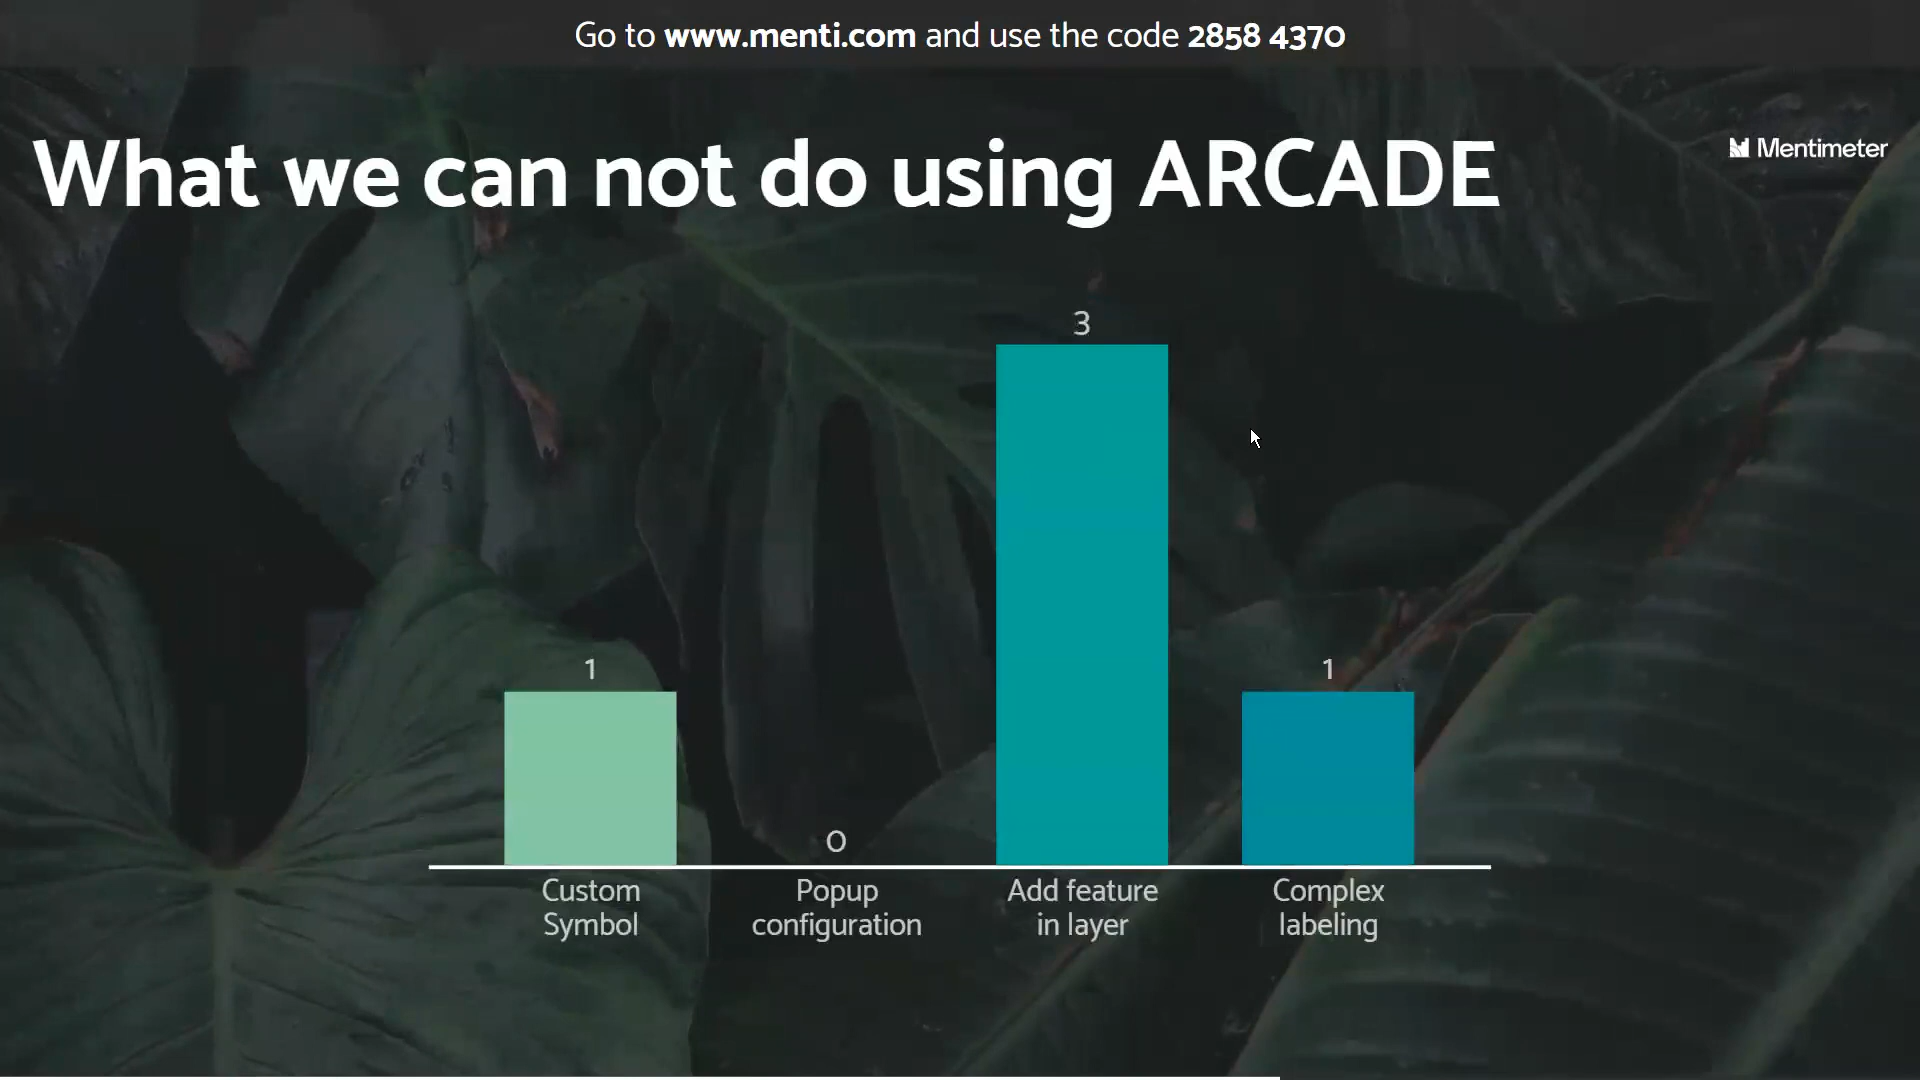 Go to www.menti.com and use the code 2858 4370
What we can not do using ARCADE
Mentimeter
3
1
1
0
Custom
Symbol
Popup
configuration
Add feature
in layer
Complex
labeling